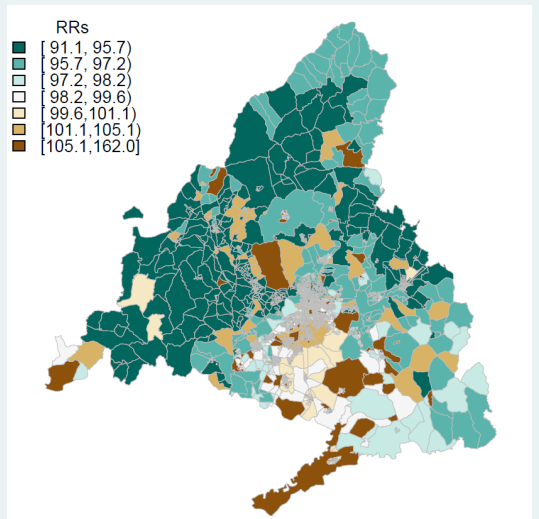 RRs
[ 91.1, 95.7)
[ 95.7, 97.2)
[ 97.2, 98.2)
[ 98.2, 99.6)
[ 99.6,101.1)
[101.1,105.1)
[105.1,162.0]